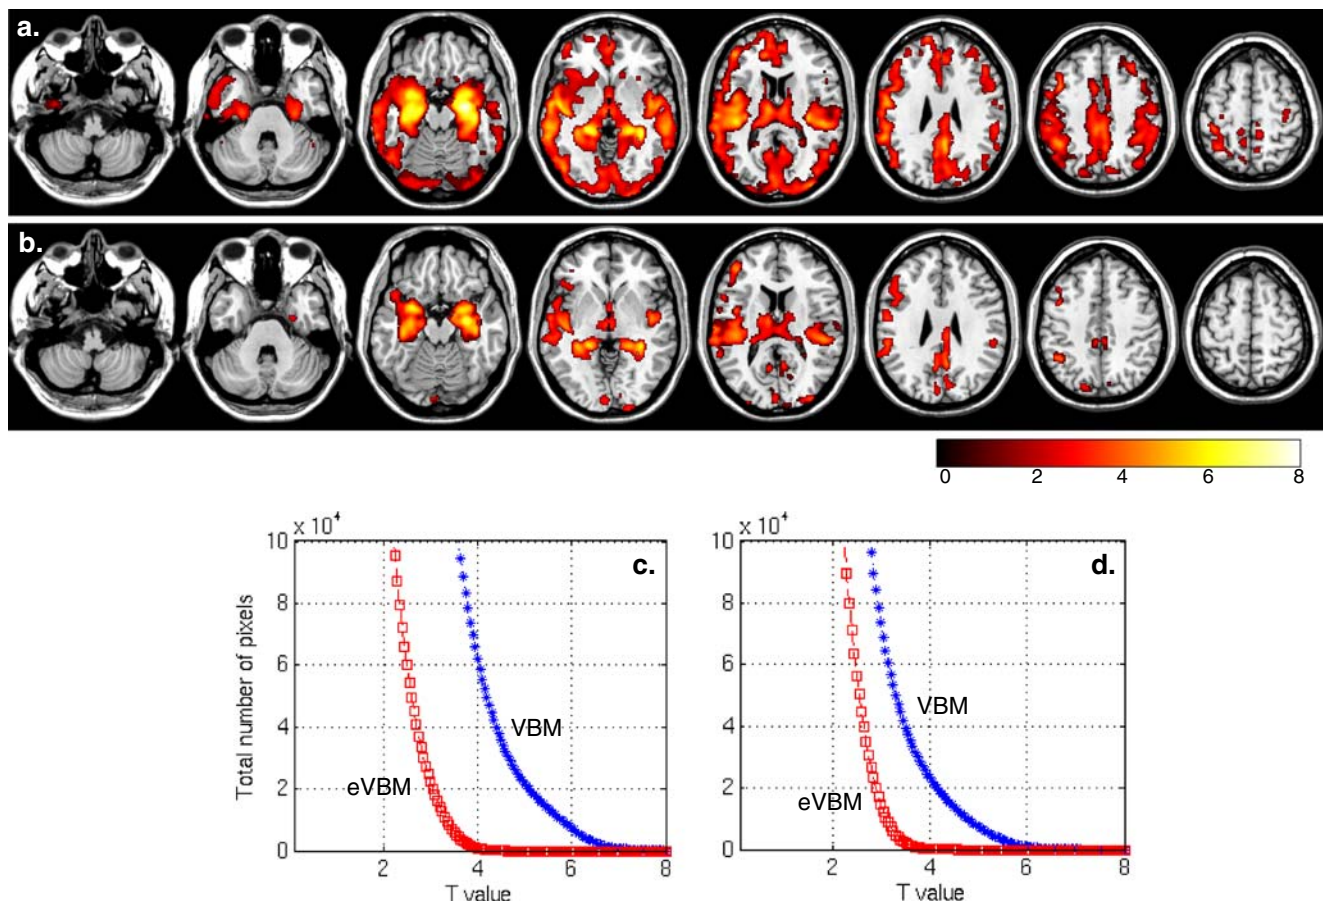 a.
b.
0 2 4 6 8
x 10⁴
10
8
6
4
2
0
2 4 6 8
Total number of pixels
T value
c.
VBM
eVBM
x 10⁴
10
8
6
4
2
0
2 4 6 8
T value
d.
VBM
eVBM